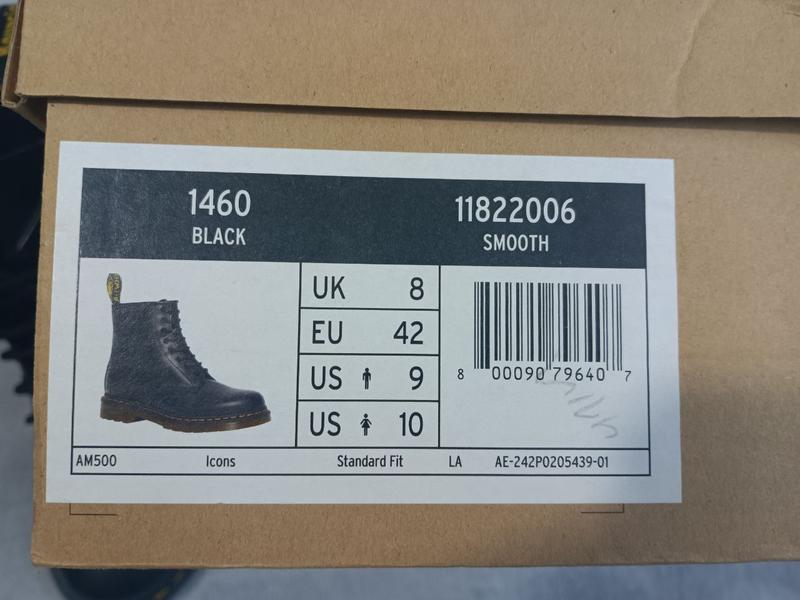 1460
BLACK
11822006
SMOOTH
UK 8
EU 42
US 9
US 10
8 00090 79640 7
AM500 Icons Standard Fit LA AE-242P0205439-01